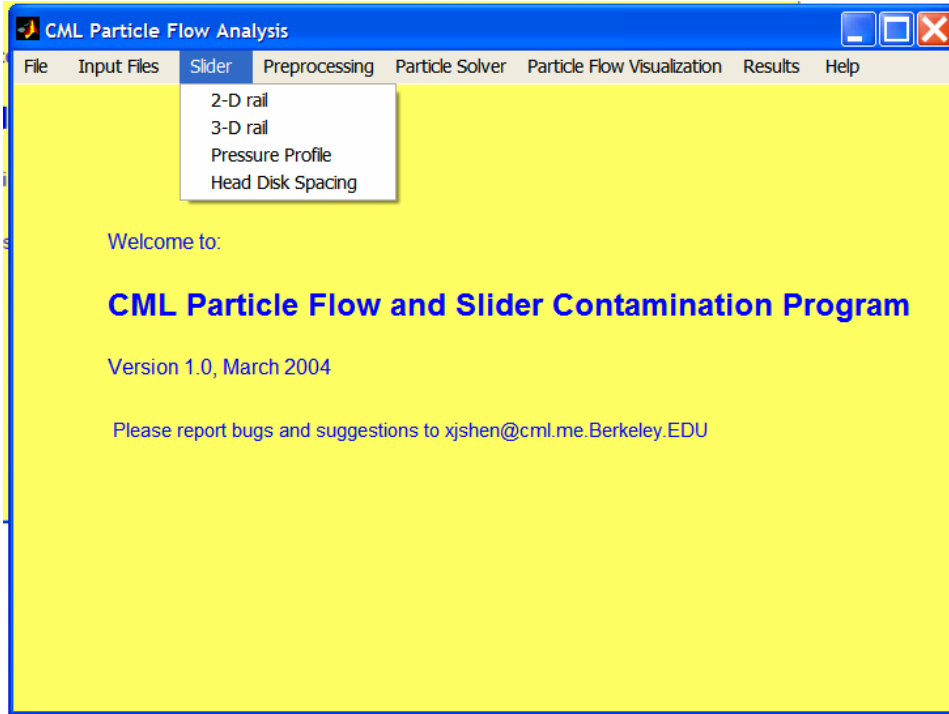 CML Particle Flow Analysis
File Input Files Slider Preprocessing Particle Solver Particle Flow Visualization Results Help
2-D rail
3-D rail
Pressure Profile
Head Disk Spacing
Welcome to:
CML Particle Flow and Slider Contamination Program
Version 1.0, March 2004
Please report bugs and suggestions to xjshen@cml.me.Berkeley.EDU